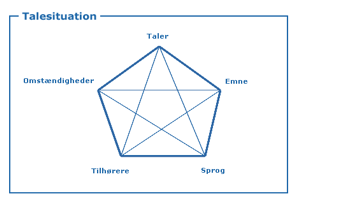 Talesituation
Taler
Omstændigheder
Emne
Tilhørere
Sprog